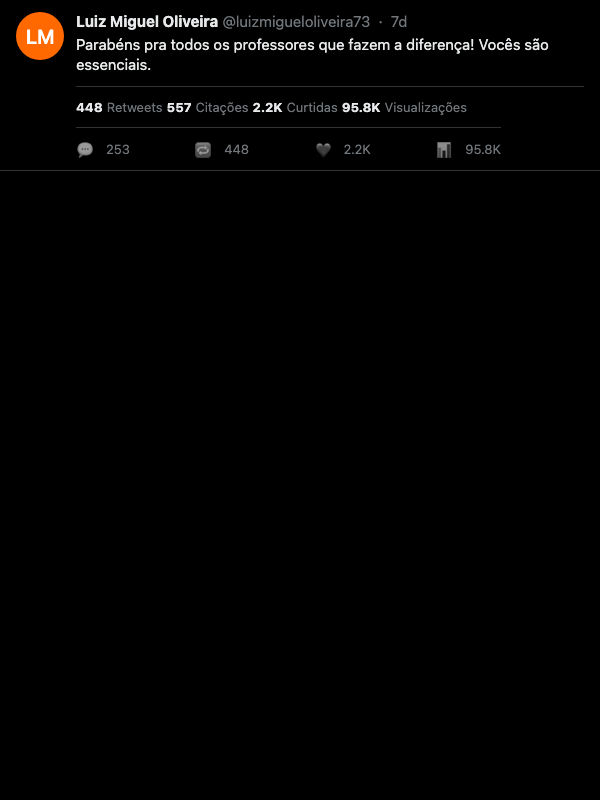 LM
Luiz Miguel Oliveira @luizmigueloliveira73 · 7d
Parabéns pra todos os professores que fazem a diferença! Vocês são
essenciais.
448 Retweets 557 Citações 2.2K Curtidas 95.8K Visualizações
253 448 2.2K 95.8K